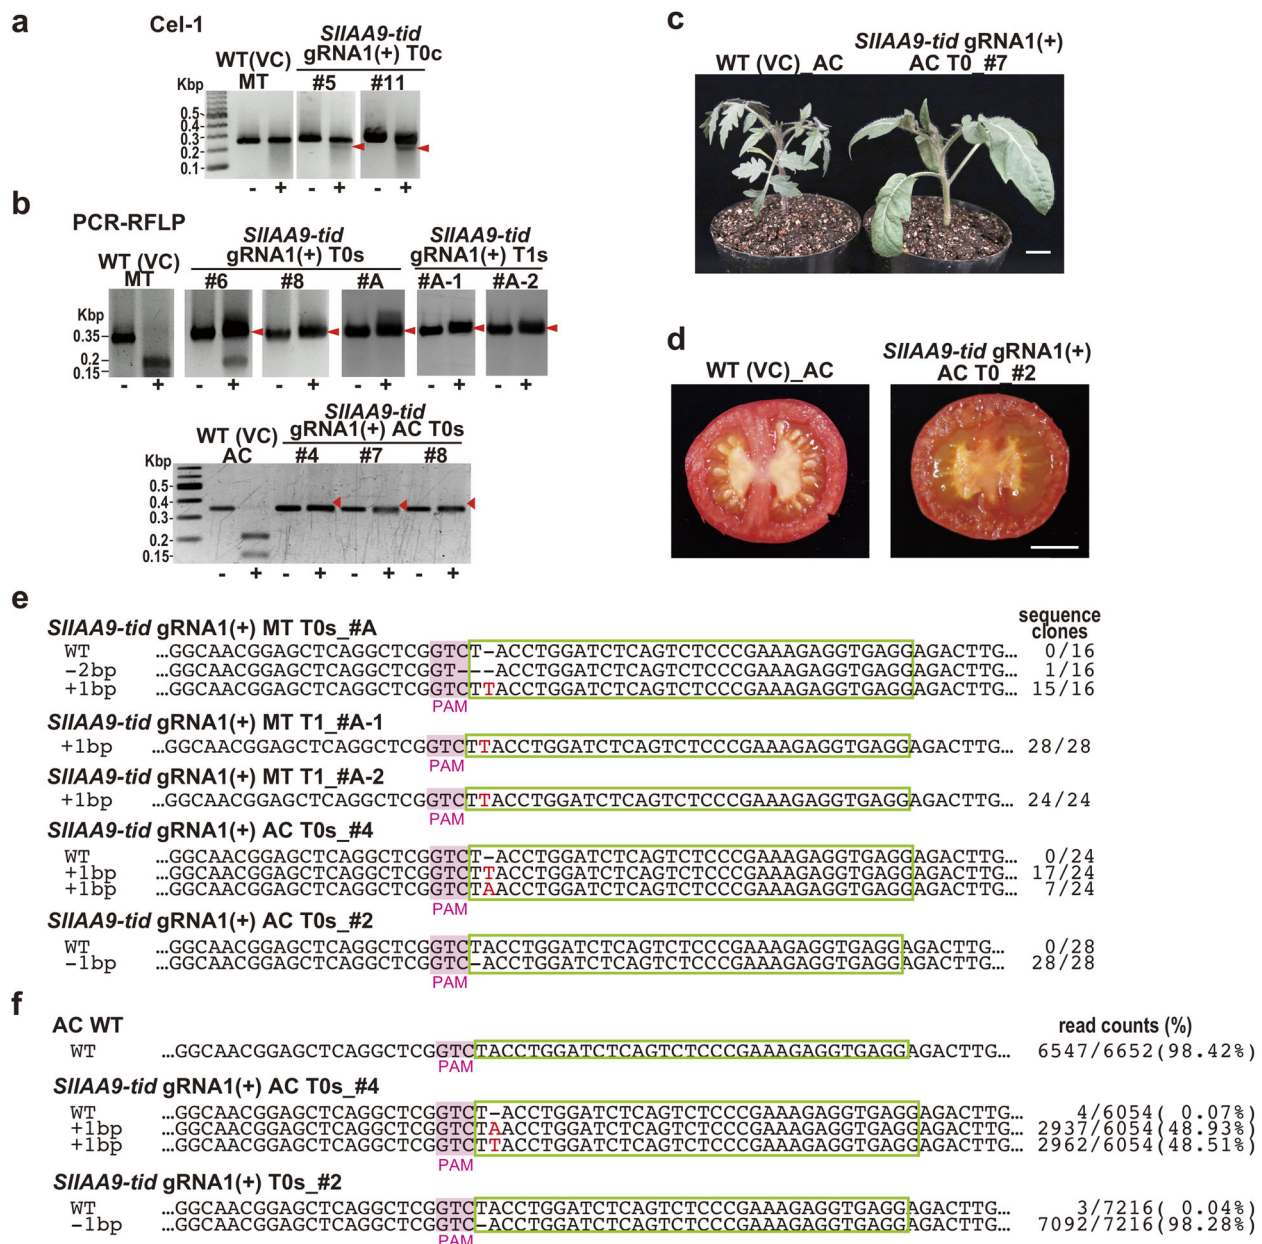 a
Cel-1
WT(VC)
MT
SlIAA9-tid
gRNA1(+) T0c
#5 #11
Kbp
0.5
0.4
0.3
0.2
0.1
- + - + - +
b
PCR-RFLP
WT (VC)
MT
SlIAA9-tid
gRNA1(+) T0s
#6 #8 #A
SlIAA9-tid
gRNA1(+) T1s
#A-1 #A-2
Kbp
0.35
0.2
0.15
- + - + - + - + - + - +
WT (VC)
AC
SlIAA9-tid
gRNA1(+) AC T0s
#4 #7 #8
Kbp
0.5
0.4
0.3
0.2
0.15
- + - + - + - +
c
WT (VC)_AC
SlIAA9-tid gRNA1(+)
AC T0_#7
d
WT (VC)_AC
SlIAA9-tid gRNA1(+)
AC T0_#2
e
sequence
clones
SlIAA9-tid gRNA1(+) MT T0s_#A
WT …GGCAACGGAGCTCAGGCTCGGTCT-ACCTGGATCTCAGTCTCCCGAAAGAGGTGAGGAGACTTG… 0/16
-2bp …GGCAACGGAGCTCAGGCTCGGT---ACCTGGATCTCAGTCTCCCGAAAGAGGTGAGGAGACTTG… 1/16
+1bp …GGCAACGGAGCTCAGGCTCGGTCTTACCTGGATCTCAGTCTCCCGAAAGAGGTGAGGAGACTTG… 15/16
PAM
SlIAA9-tid gRNA1(+) MT T1_#A-1
+1bp …GGCAACGGAGCTCAGGCTCGGTCTTACCTGGATCTCAGTCTCCCGAAAGAGGTGAGGAGACTTG… 28/28
PAM
SlIAA9-tid gRNA1(+) MT T1_#A-2
+1bp …GGCAACGGAGCTCAGGCTCGGTCTTACCTGGATCTCAGTCTCCCGAAAGAGGTGAGGAGACTTG… 24/24
PAM
SlIAA9-tid gRNA1(+) AC T0s_#4
WT …GGCAACGGAGCTCAGGCTCGGTCT-ACCTGGATCTCAGTCTCCCGAAAGAGGTGAGGAGACTTG… 0/24
+1bp …GGCAACGGAGCTCAGGCTCGGTCTTACCTGGATCTCAGTCTCCCGAAAGAGGTGAGGAGACTTG… 17/24
+1bp …GGCAACGGAGCTCAGGCTCGGTCTAACCTGGATCTCAGTCTCCCGAAAGAGGTGAGGAGACTTG… 7/24
PAM
SlIAA9-tid gRNA1(+) AC T0s_#2
WT …GGCAACGGAGCTCAGGCTCGGTCTACCTGGATCTCAGTCTCCCGAAAGAGGTGAGGAGACTTG… 0/28
-1bp …GGCAACGGAGCTCAGGCTCGGTC-ACCTGGATCTCAGTCTCCCGAAAGAGGTGAGGAGACTTG… 28/28
PAM
f
AC WT
read counts (%)
WT …GGCAACGGAGCTCAGGCTCGGTCTACCTGGATCTCAGTCTCCCGAAAGAGGTGAGGAGACTTG… 6547/6652(98.42%)
PAM
SlIAA9-tid gRNA1(+) AC T0s_#4
WT …GGCAACGGAGCTCAGGCTCGGTCT-ACCTGGATCTCAGTCTCCCGAAAGAGGTGAGGAGACTTG… 4/6054( 0.07%)
+1bp …GGCAACGGAGCTCAGGCTCGGTCTAACCTGGATCTCAGTCTCCCGAAAGAGGTGAGGAGACTTG… 2937/6054(48.93%)
+1bp …GGCAACGGAGCTCAGGCTCGGTCTTACCTGGATCTCAGTCTCCCGAAAGAGGTGAGGAGACTTG… 2962/6054(48.51%)
PAM
SlIAA9-tid gRNA1(+) T0s_#2
WT …GGCAACGGAGCTCAGGCTCGGTCTACCTGGATCTCAGTCTCCCGAAAGAGGTGAGGAGACTTG… 3/7216( 0.04%)
-1bp …GGCAACGGAGCTCAGGCTCGGTC-ACCTGGATCTCAGTCTCCCGAAAGAGGTGAGGAGACTTG… 7092/7216(98.28%)
PAM